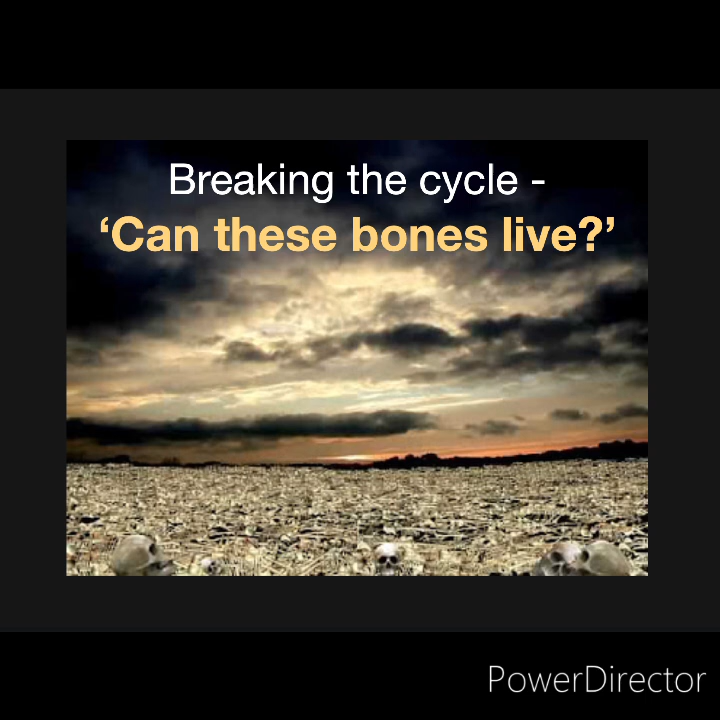 Breaking the cycle -
‘Can these bones live?’
PowerDirector